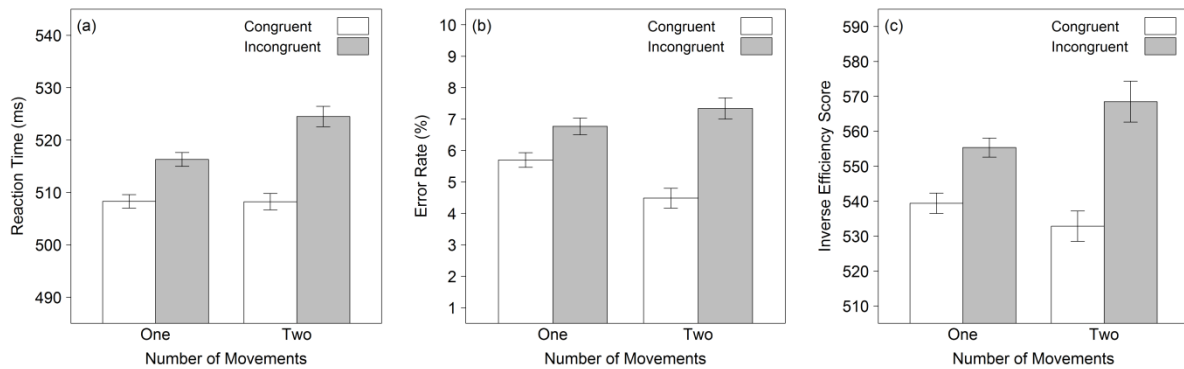 (a)
Congruent
Incongruent
Reaction Time (ms)
540
530
520
510
500
490
One Two
Number of Movements
(b)
Congruent
Incongruent
Error Rate (%)
10
9
8
7
6
5
4
3
2
1
One Two
Number of Movements
(c)
Congruent
Incongruent
Inverse Efficiency Score
590
580
570
560
550
540
530
520
510
One Two
Number of Movements